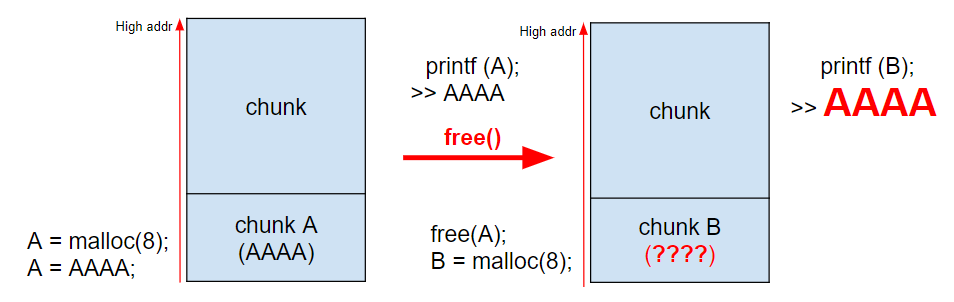 High addr
chunk
chunk A
(AAAA)
A = malloc(8);
A = AAAA;
printf (A);
>> AAAA
free()
free(A);
B = malloc(8);
High addr
chunk
chunk B
(????)
printf (B);
>> AAAA